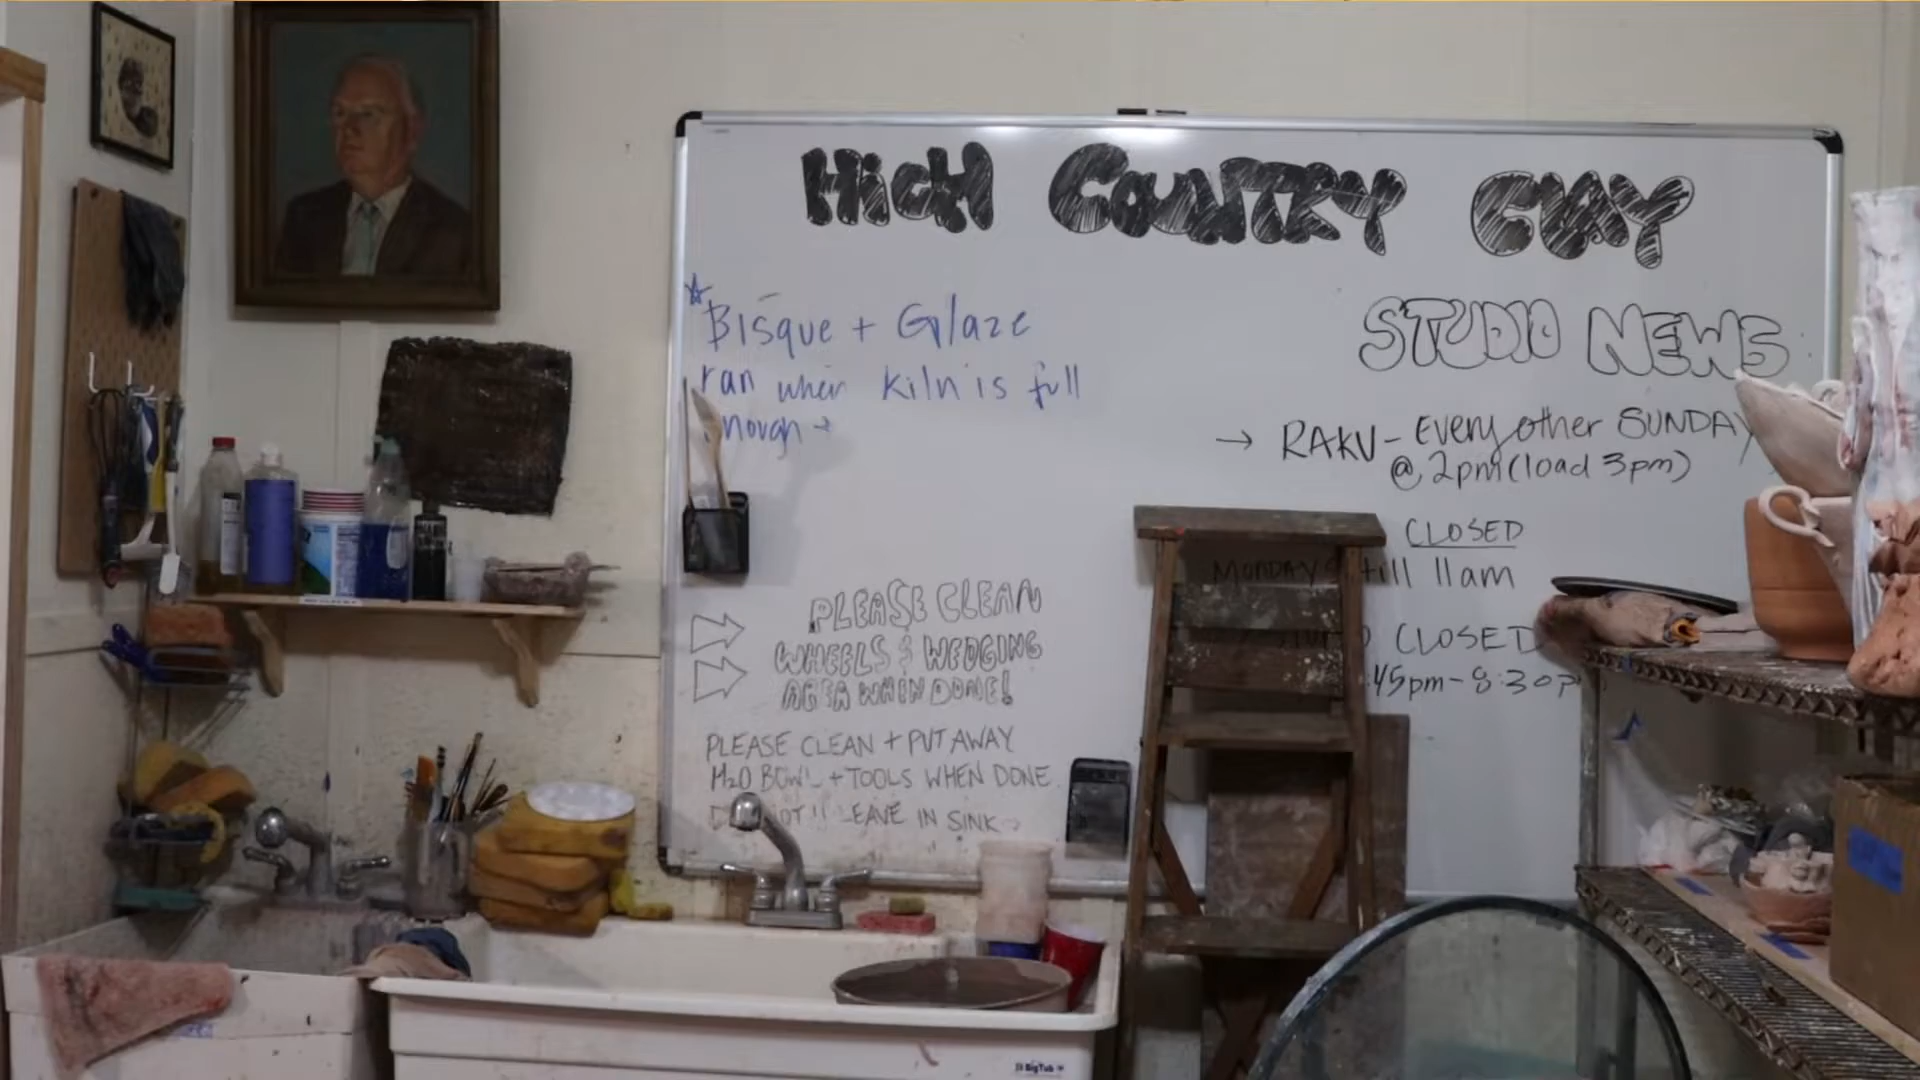 HIGH COUNTRY CLAY
Bisque + Glaze
ran when kiln is full
STUDIO NEWS
→ RAKU - Every other SUNDAY
@ 2pm (load 3pm)
CLOSED
MONDAYS till 11am
CLOSED
45pm - 8:30p
PLEASE CLEAN
WHEELS & WEDGING
AREA WHEN DONE!
PLEASE CLEAN + PUT AWAY
H2O BOWL + TOOLS WHEN DONE
LEAVE IN SINK
BigTub